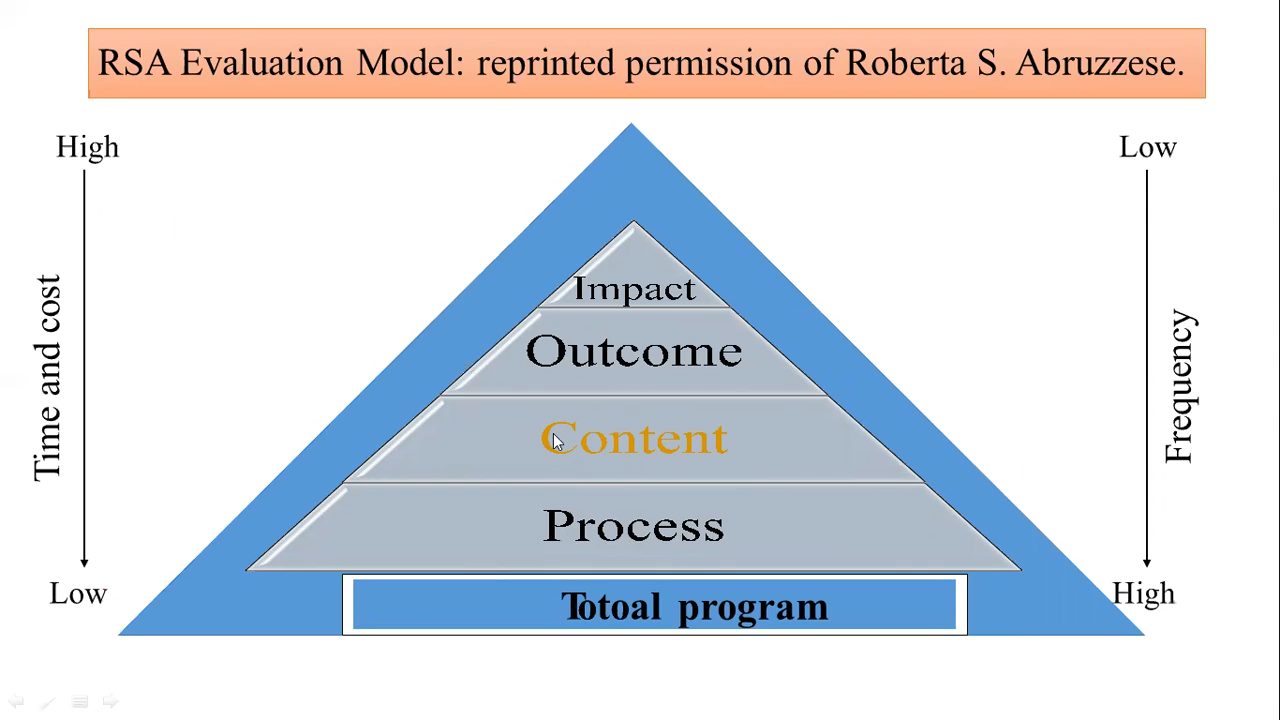 RSA Evaluation Model: reprinted permission of Roberta S. Abruzzese.
High
Low
Impact
Outcome
Time and cost
Frequency
Content
Process
Low
High
Totoal program